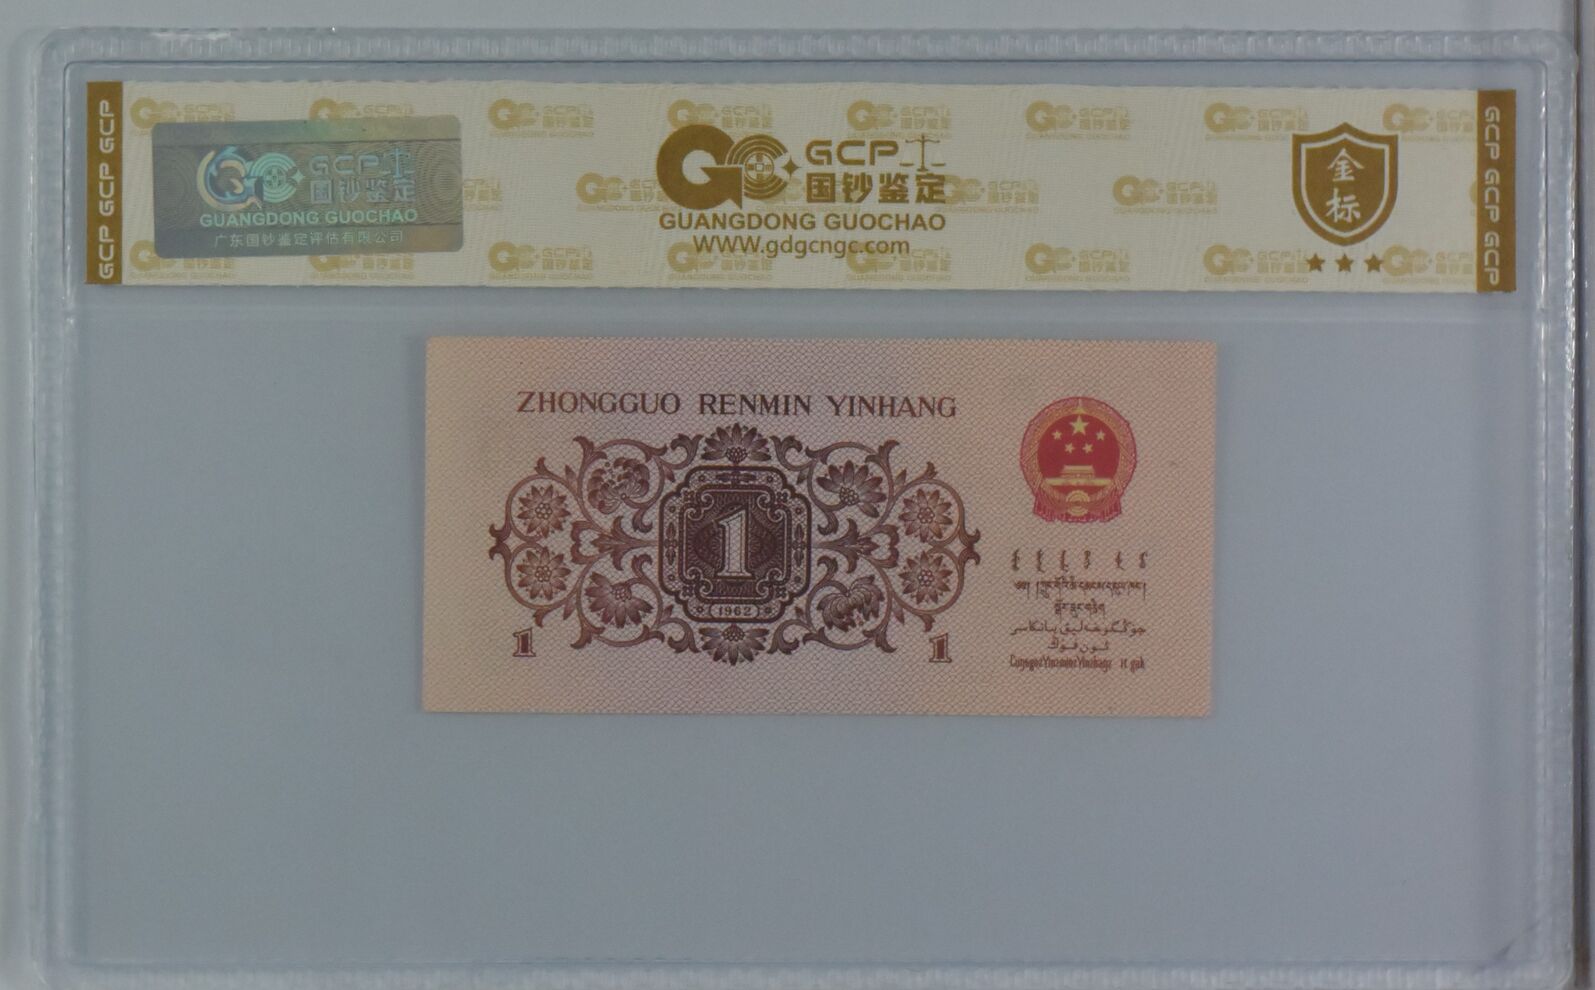 GCP GCP GCP
GCP
国钞鉴定
GUANGDONG GUOCHAO
广东国钞鉴定评估有限公司
GCP
国钞鉴定
GUANGDONG GUOCHAO
WWW.gdgcngc.com
金标
GCP GCP GCP
ZHONGGUO RENMIN YINHANG
1
(1962)
1
1